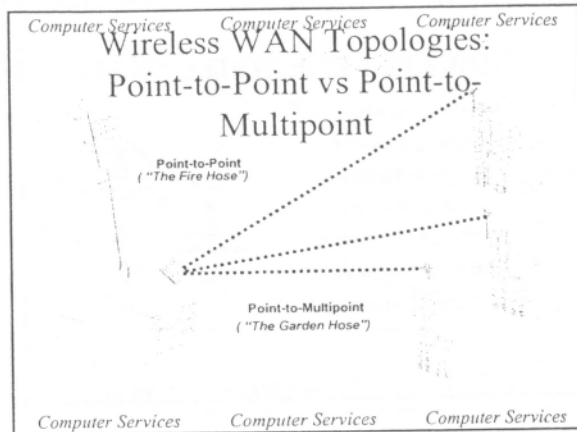 Computer Services Computer Services Computer Services
Wireless WAN Topologies:
Point-to-Point vs Point-to-
Multipoint
Point-to-Point
( "The Fire Hose")
Point-to-Multipoint
( "The Garden Hose")
Computer Services Computer Services Computer Services